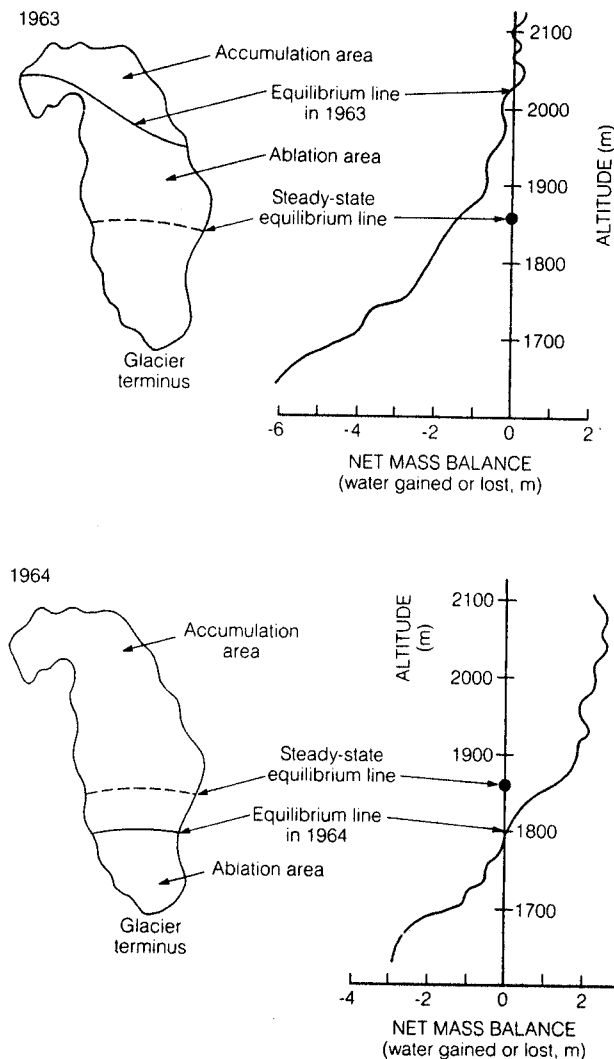 1963
Accumulation area
Equilibrium line
in 1963
Ablation area
Steady-state
equilibrium line
Glacier
terminus
2100
2000
1900
1800
1700
ALTITUDE (m)
-6
-4
-2
0
2
NET MASS BALANCE
(water gained or lost, m)
1964
Accumulation
area
Steady-state
equilibrium line
Equilibrium line
in 1964
Ablation area
Glacier
terminus
ALTITUDE
(m)
2100
2000
1900
1800
1700
-4
-2
0
2
NET MASS BALANCE
(water gained or lost, m)